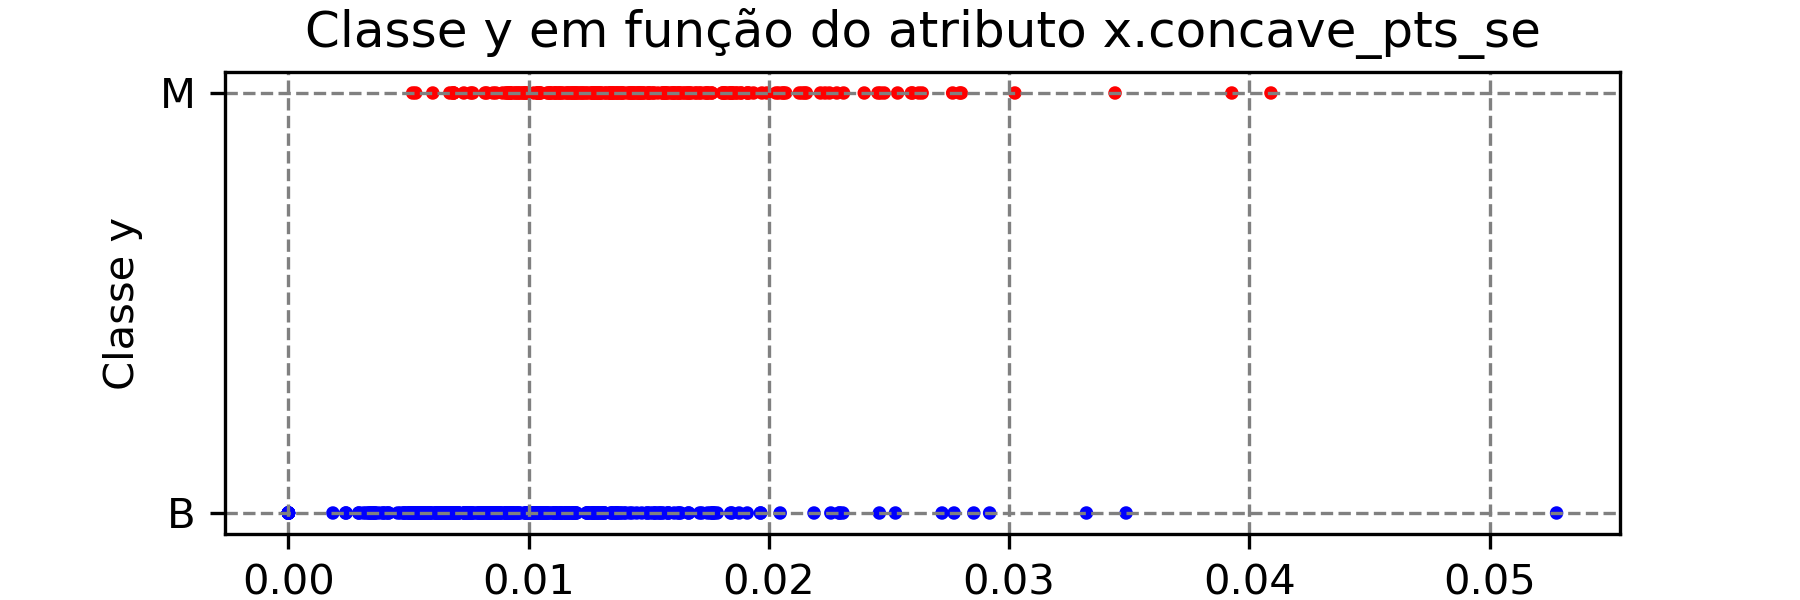 Classe y em função do atributo x.concave_pts_se
M
Classe y
B
0.00 0.01 0.02 0.03 0.04 0.05